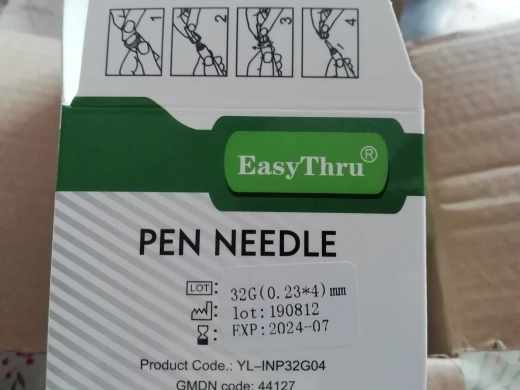 1 2 3 4
EasyThru®
PEN NEEDLE
LOT : 32G(0.23*4)mm
: lot: 190812
: EXP: 2024-07
Product Code.: YL–INP32G04
GMDN code: 44127